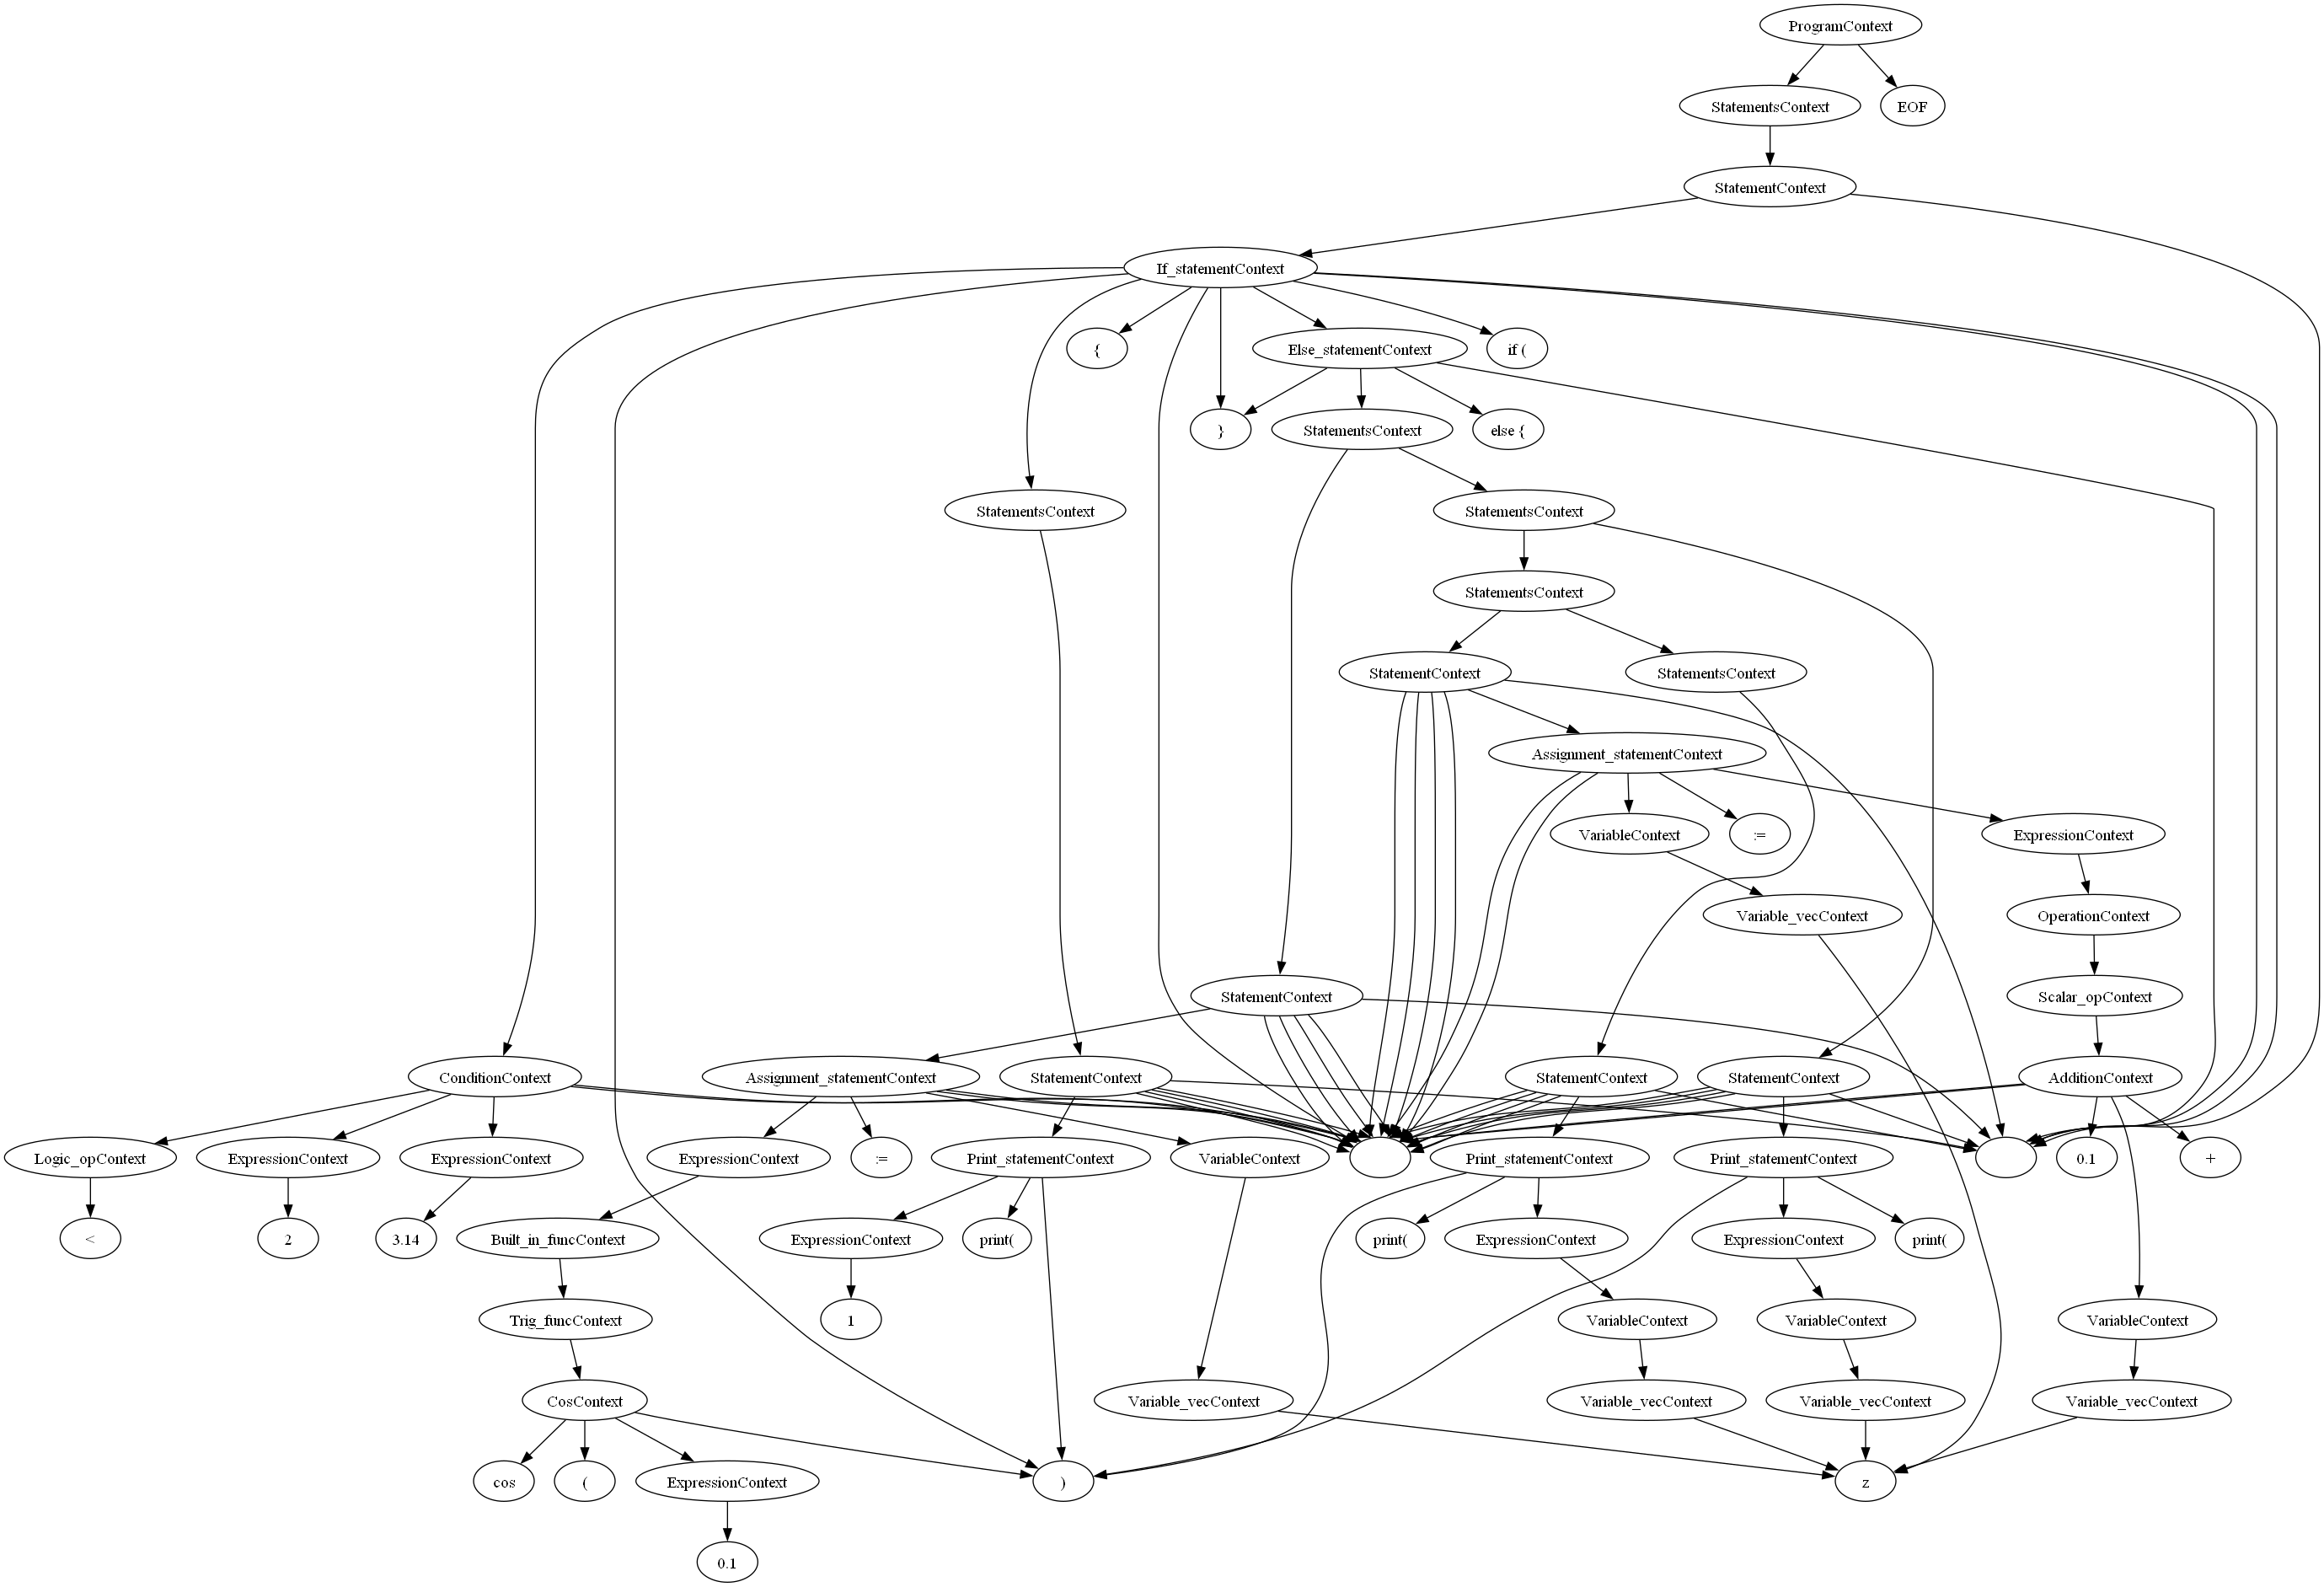 ProgramContext
StatementsContext
EOF
StatementContext
If_statementContext
{
Else_statementContext
if (
}
StatementsContext
else {
StatementsContext
StatementsContext
StatementsContext
StatementContext
StatementsContext
Assignment_statementContext
VariableContext
:=
ExpressionContext
Variable_vecContext
OperationContext
StatementContext
Scalar_opContext
ConditionContext
Assignment_statementContext
StatementContext
StatementContext
StatementContext
AdditionContext
Logic_opContext
ExpressionContext
ExpressionContext
ExpressionContext
:=
Print_statementContext
VariableContext
Print_statementContext
Print_statementContext
0.1
+
<
2
3.14
Built_in_funcContext
ExpressionContext
print(
print(
ExpressionContext
ExpressionContext
print(
Trig_funcContext
1
VariableContext
VariableContext
VariableContext
CosContext
Variable_vecContext
Variable_vecContext
Variable_vecContext
Variable_vecContext
cos
(
ExpressionContext
)
z
0.1